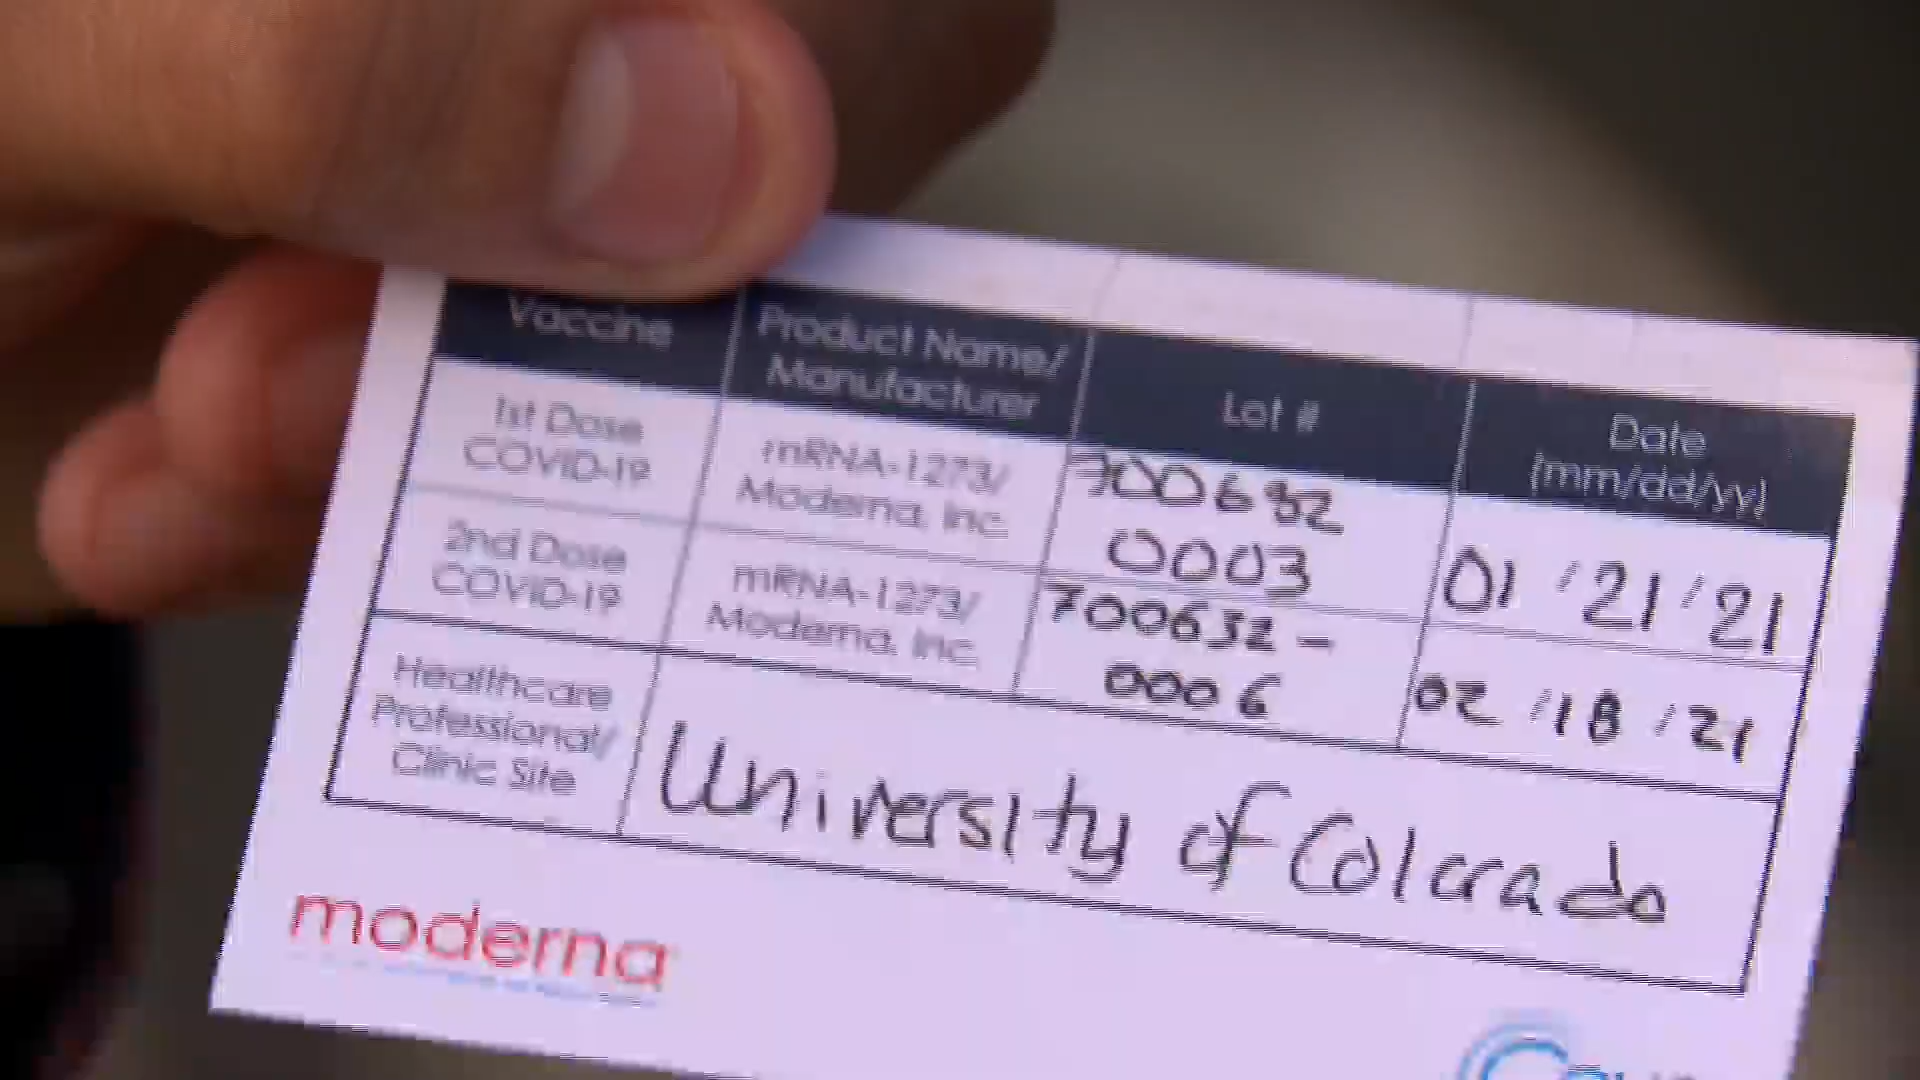 Vaccine Product Name/ Manufacturer Lot # Date (mm/dd/yy)
1st Dose COVID-19 mRNA-1273/ Moderna, Inc. 700632 0003 01/21/21
2nd Dose COVID-19 mRNA-1273/ Moderna, Inc. 700632-0006 02/18/21
Healthcare Professional/ Clinic Site University of Colorado
moderna